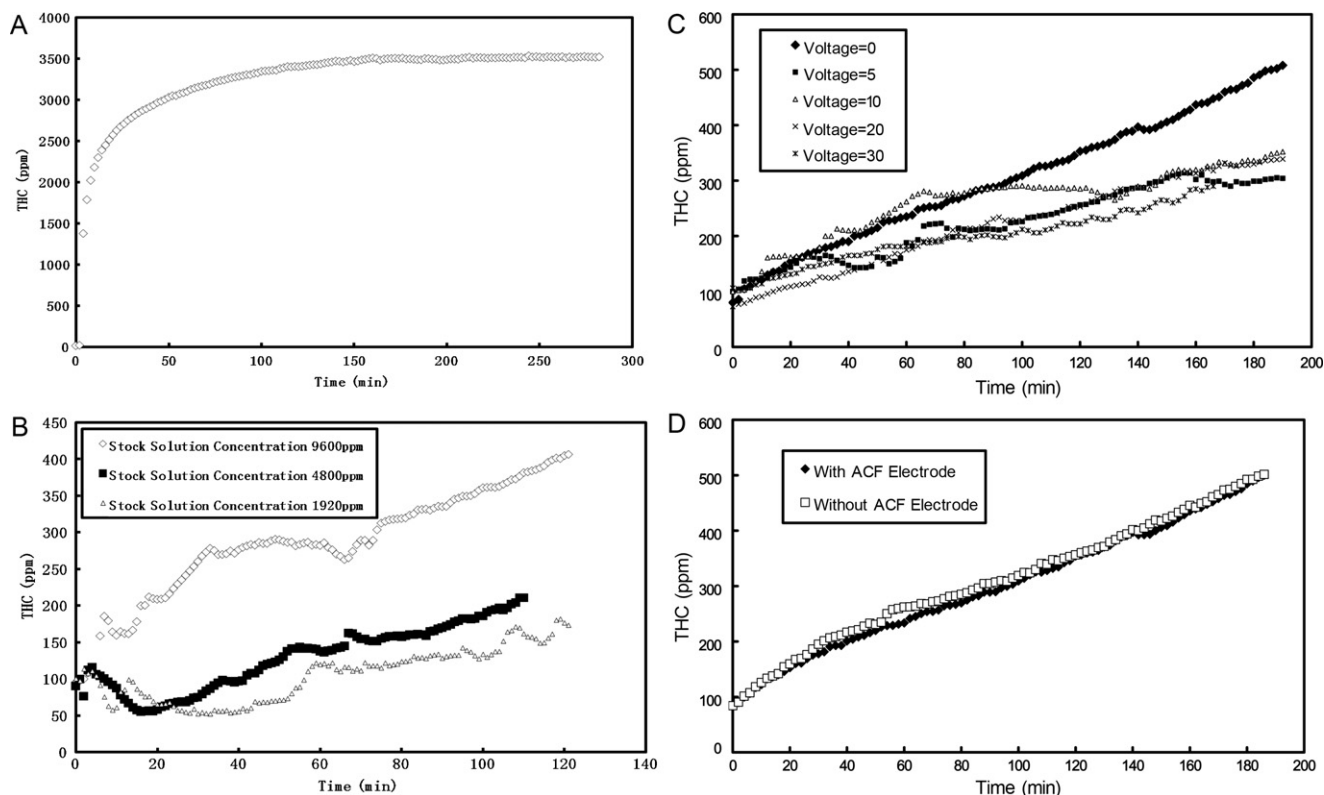 A
4000
3500
3000
2500
2000
1500
1000
500
0
THC (ppm)
0 50 100 150 200 250 300
Time (min)
B
450
400
350
300
250
200
150
100
50
0
THC (ppm)
Stock Solution Concentration 9600ppm
Stock Solution Concentration 4800ppm
Stock Solution Concentration 1920ppm
0 20 40 60 80 100 120 140
Time (min)
C
600
500
400
300
200
100
0
THC (ppm)
Voltage=0
Voltage=5
Voltage=10
Voltage=20
Voltage=30
0 20 40 60 80 100 120 140 160 180 200
Time (min)
D
600
500
400
300
200
100
0
THC (ppm)
With ACF Electrode
Without ACF Electrode
0 20 40 60 80 100 120 140 160 180 200
Time (min)